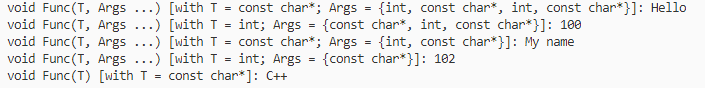 void Func(T, Args ...) [with T = const char*; Args = {int, const char*, int, const char*}]: Hello
void Func(T, Args ...) [with T = int; Args = {const char*, int, const char*}]: 100
void Func(T, Args ...) [with T = const char*; Args = {int, const char*}]: My name
void Func(T, Args ...) [with T = int; Args = {const char*}]: 102
void Func(T) [with T = const char*]: C++